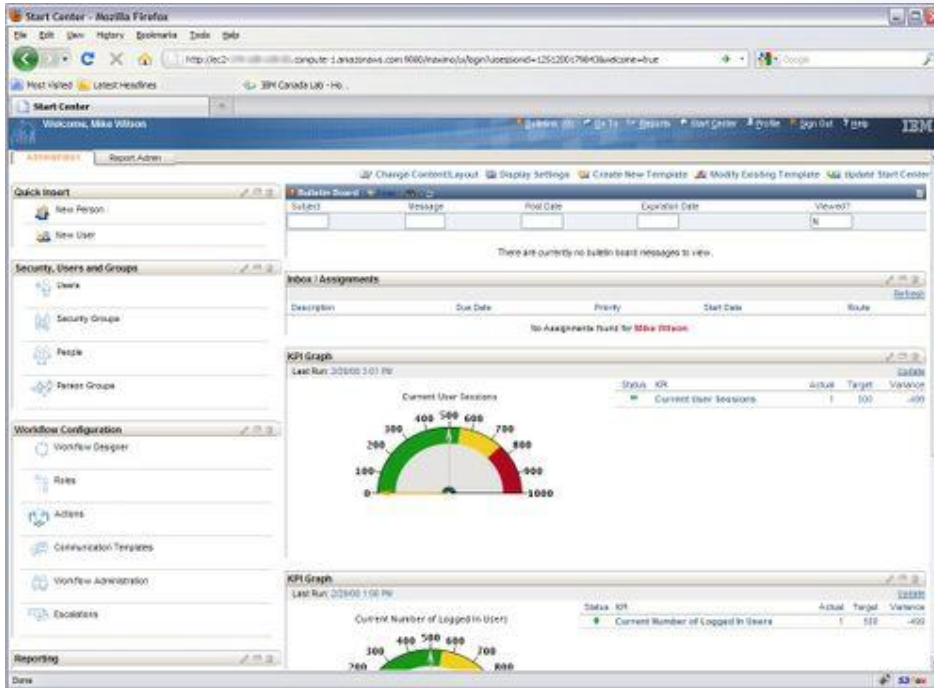 Start Center - Mozilla Firefox
File Edit View History Bookmarks Tools Help
Google
Most Visited Latest Headlines IBM Canada Lab - Ho...
Start Center
Welcome, Mike Wilson
Bulletins: (0) Go To Reports Start Center Profile Sign Out Help IBM
Report Admin
Change Content/Layout Display Settings Create New Template Modify Existing Template Update Start Center
Quick Insert
New Person
New User
Security, Users and Groups
Users
Security Groups
People
Person Groups
Workflow Configuration
Workflow Designer
Roles
Actions
Communication Templates
Workflow Administration
Escalations
Reporting
Bulletin Board
Subject Message Post Date Expiration Date Viewed?
N
There are currently no bulletin board messages to view.
Inbox / Assignments
Refresh
Description Due Date Priority Start Date Route
No Assignments found for Mike Wilson
KPI Graph
Last Run: PM
Update
Current User Sessions
0 100 200 300 400 500 600 700 800 900 1000
Status KPI Actual Target Variance
Current User Sessions 1 500 -499
KPI Graph
Last Run: PM
Update
Current Number of Logged In Users
200 300 400 500 600 700 800
Status KPI Actual Target Variance
Current Number of Logged In Users 1 500 -499
Done